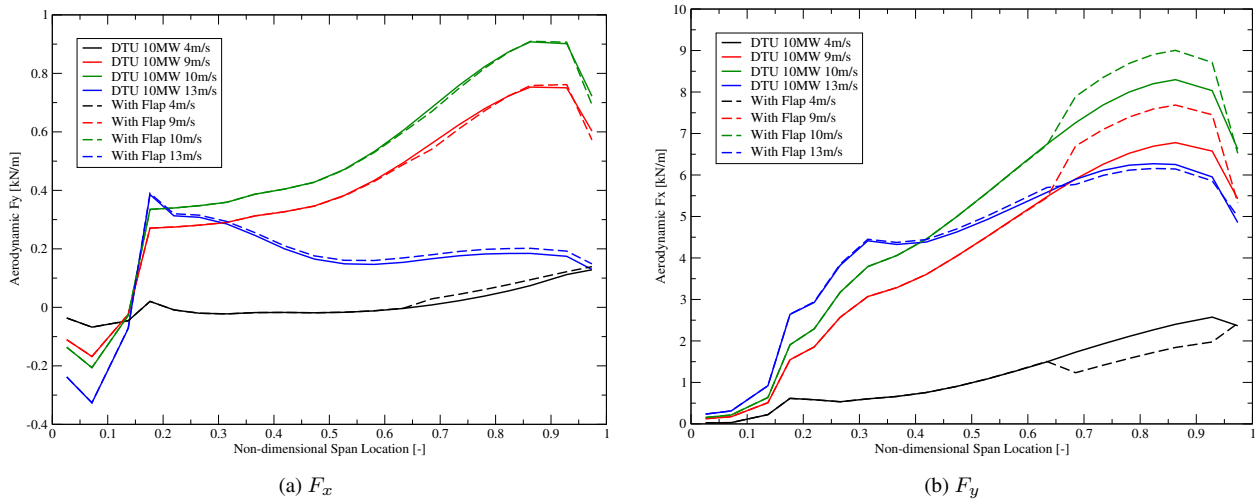 1
0.8
0.6
0.4
0.2
0
-0.2
-0.4
Aerodynamic Fy [kN/m]
DTU 10MW 4m/s
DTU 10MW 9m/s
DTU 10MW 10m/s
DTU 10MW 13m/s
With Flap 4m/s
With Flap 9m/s
With Flap 10m/s
With Flap 13m/s
0 0.1 0.2 0.3 0.4 0.5 0.6 0.7 0.8 0.9 1
Non-dimensional Span Location [-]
(a) Fx
10
9
8
7
6
5
4
3
2
1
0
Aerodynamic Fx [kN/m]
DTU 10MW 4m/s
DTU 10MW 9m/s
DTU 10MW 10m/s
DTU 10MW 13m/s
With Flap 4m/s
With Flap 9m/s
With Flap 10m/s
With Flap 13m/s
0 0.1 0.2 0.3 0.4 0.5 0.6 0.7 0.8 0.9 1
Non-dimensional Span Location [-]
(b) Fy